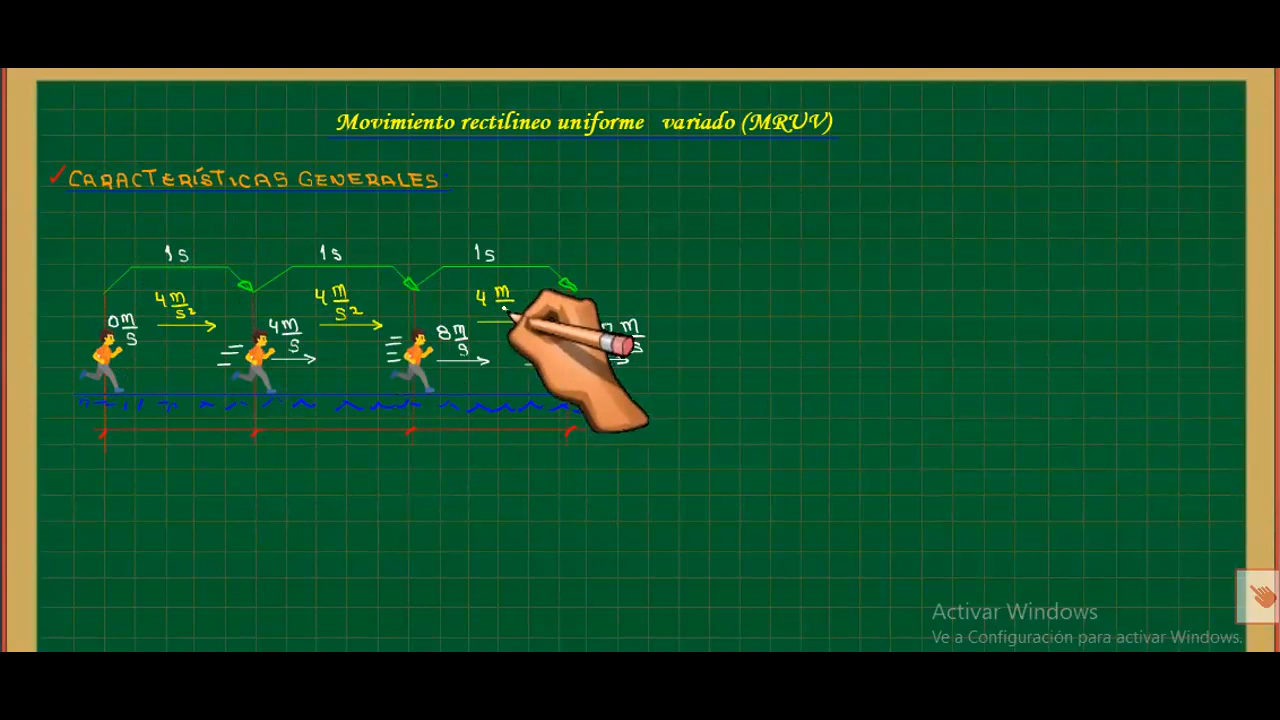 Movimiento rectilineo uniforme variado (MRUV)
✓ CARACTERÍSTICAS GENERALES:
1s 1s 1s
4 m/s² 4 m/s² 4 m
0 m/s 4 m/s 8 m/s m/s
Activar Windows
Ve a Configuración para activar Windows.